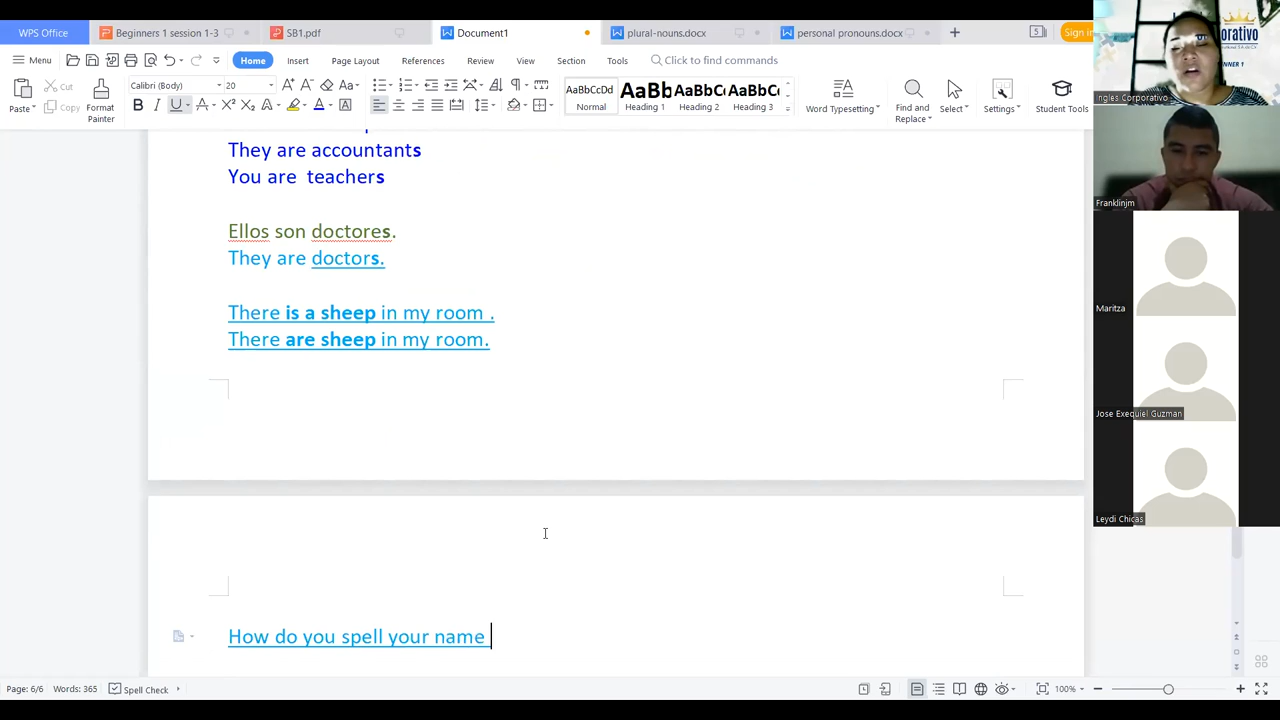 WPS Office
Beginners 1 session 1-3
SB1.pdf
Document1
plural-nouns.docx
personal pronouns.docx
5
Sign in
Menu
Home
Insert
Page Layout
References
Review
View
Section
Tools
Click to find commands
Paste
Cut
Copy
Format Painter
Calibri (Body)
20
AaBbCcDd
Normal
AaBb
Heading 1
AaBbC
Heading 2
AaBbC
Heading 3
Word Typesetting
Find and Replace
Select
Settings
Student Tools
They are accountants
You are  teachers
Ellos son doctores.
They are doctors.
There is a sheep in my room .
There are sheep in my room.
How do you spell your name
Ingles Corporativo
Franklinjm
Maritza
Jose Exequiel Guzman
Leydi Chicas
Page: 6/6
Words: 365
Spell Check
100%